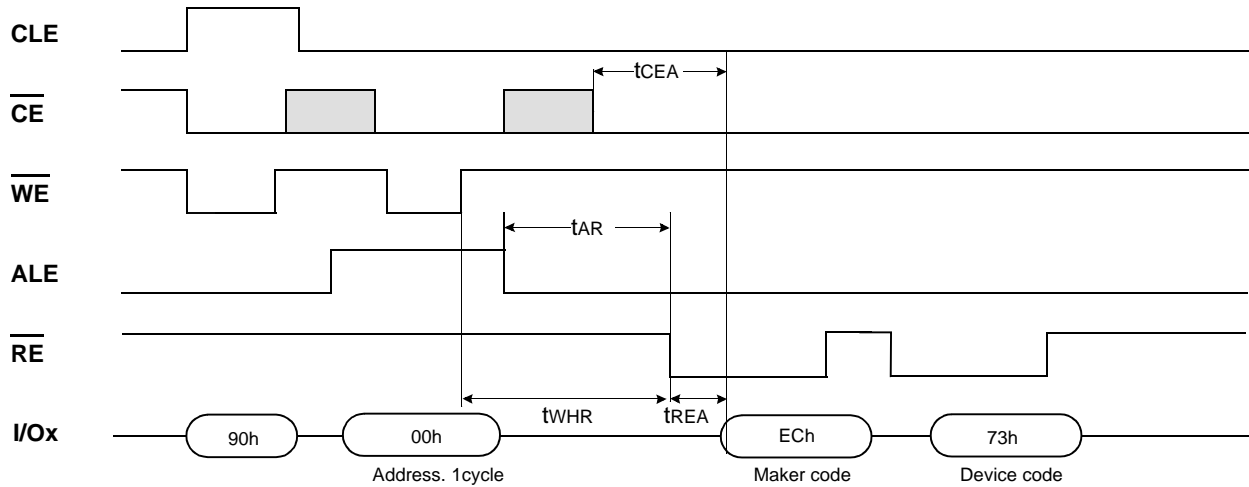 CLE
tCEA
CE
WE
tAR
ALE
RE
tWHR tREA
I/Ox 90h 00h ECh 73h
Address. 1cycle Maker code Device code